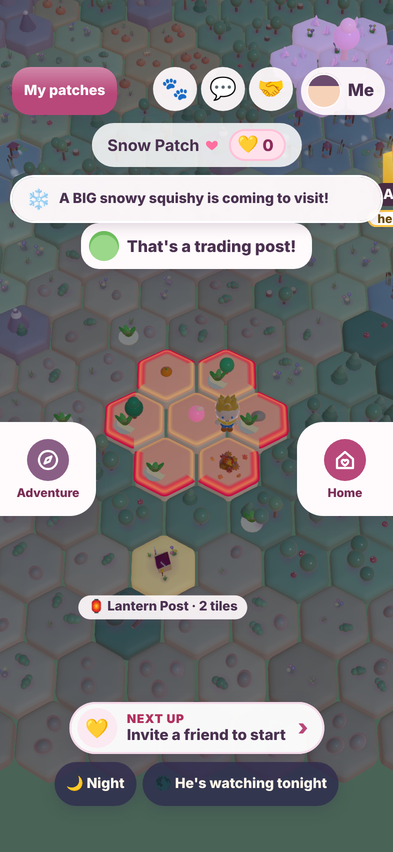 My patches
Me
Snow Patch
0
A BIG snowy squishy is coming to visit!
he
That's a trading post!
Adventure
Home
Lantern Post · 2 tiles
NEXT UP
Invite a friend to start
Night
He's watching tonight